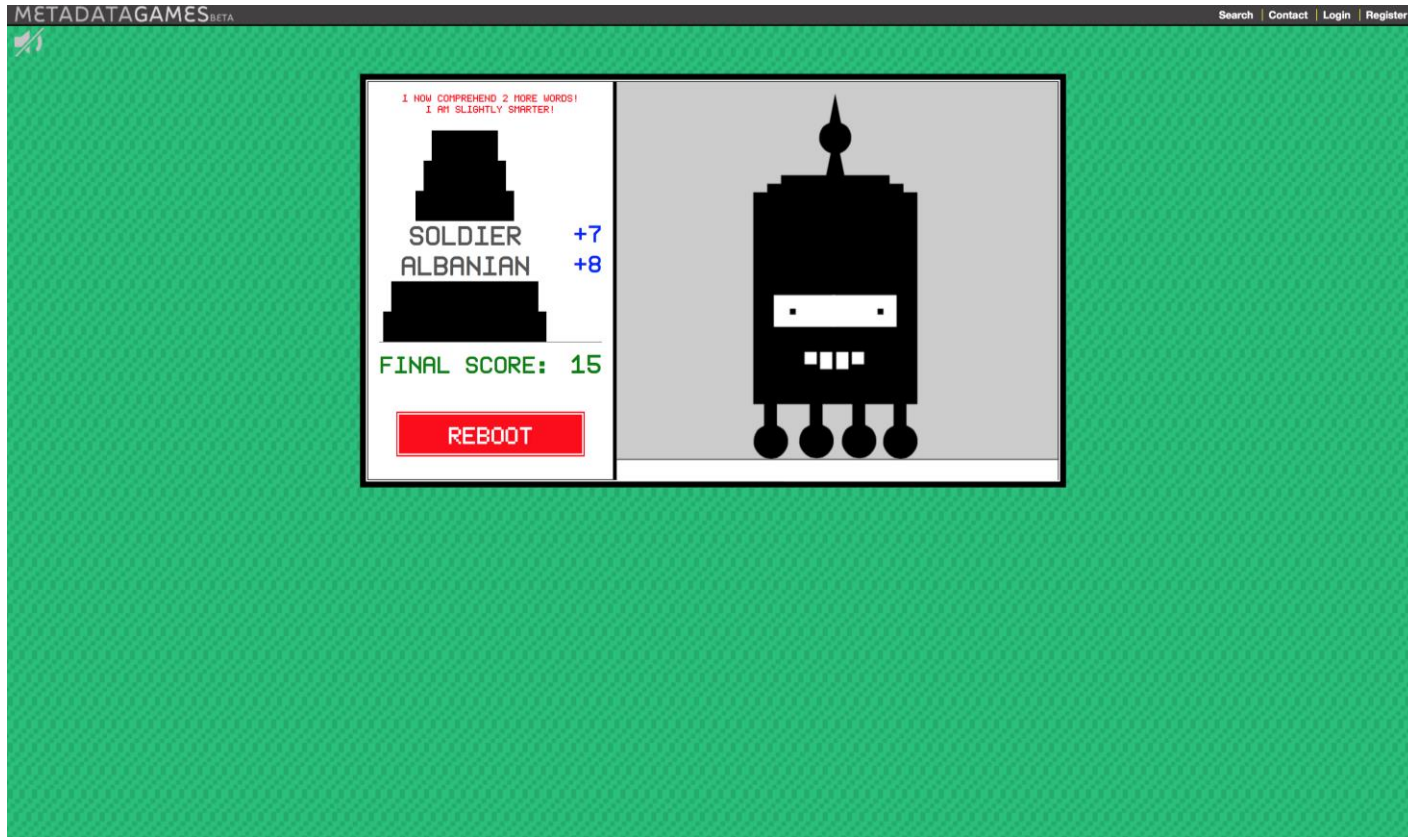 METADATAGAMES BETA
Search | Contact | Login | Register
I NOW COMPREHEND 2 MORE WORDS!
I AM SLIGHTLY SMARTER!
SOLDIER +7
ALBANIAN +8
FINAL SCORE: 15
REBOOT